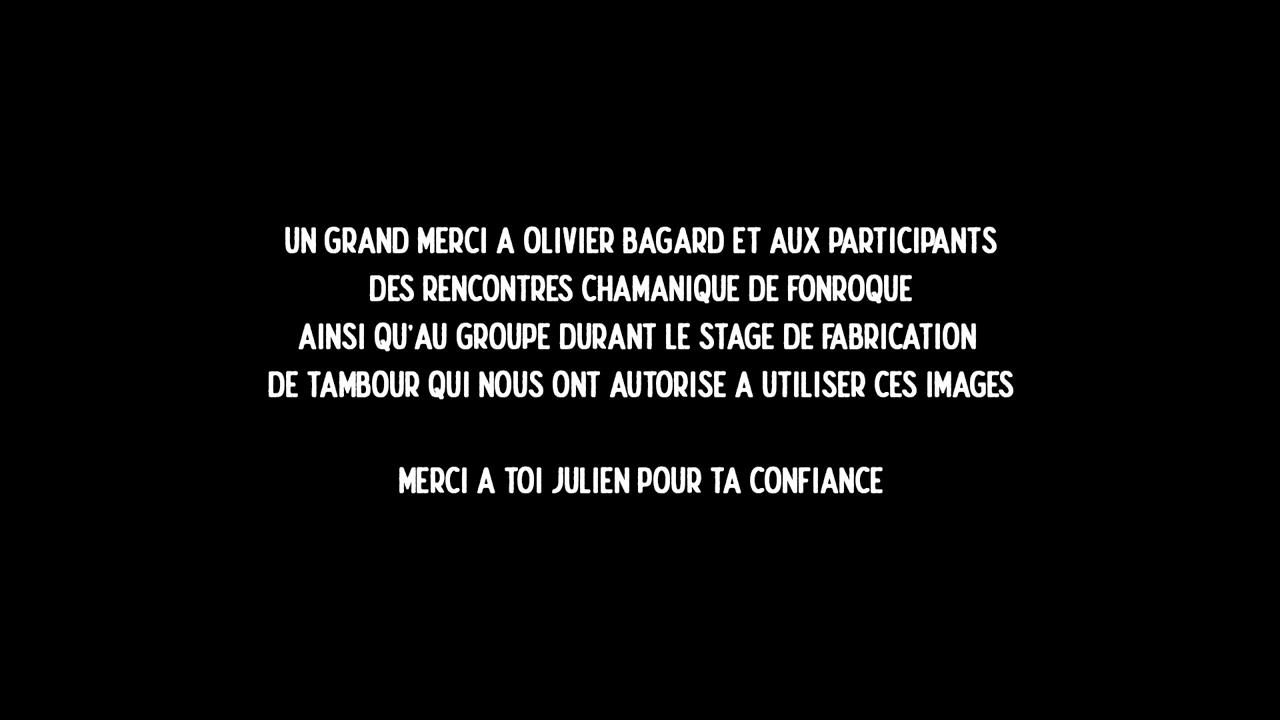 UN GRAND MERCI A OLIVIER BAGARD ET AUX PARTICIPANTS
DES RENCONTRES CHAMANIQUE DE FONROQUE
AINSI QU'AU GROUPE DURANT LE STAGE DE FABRICATION
DE TAMBOUR QUI NOUS ONT AUTORISE A UTILISER CES IMAGES
MERCI A TOI JULIEN POUR TA CONFIANCE